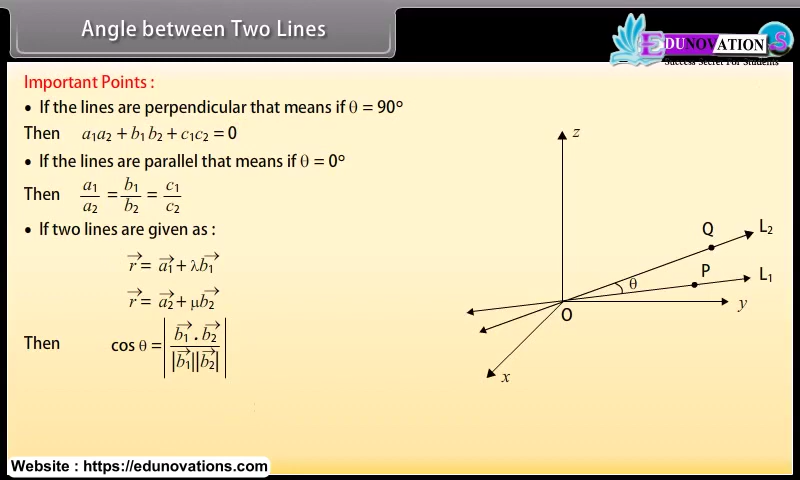 Angle between Two Lines
EDUNOVATION S
Success Secret For Students
Important Points :
• If the lines are perpendicular that means if θ = 90°
Then a₁a₂ + b₁b₂ + c₁c₂ = 0
• If the lines are parallel that means if θ = 0°
Then a₁/a₂ = b₁/b₂ = c₁/c₂
• If two lines are given as :
r⃗ = a⃗₁ + λb⃗₁
r⃗ = a⃗₂ + μb⃗₂
Then cos θ = | b⃗₁ . b⃗₂ / |b⃗₁||b⃗₂| |
z
Q L₂
P L₁
θ
O y
x
Website : https://edunovations.com